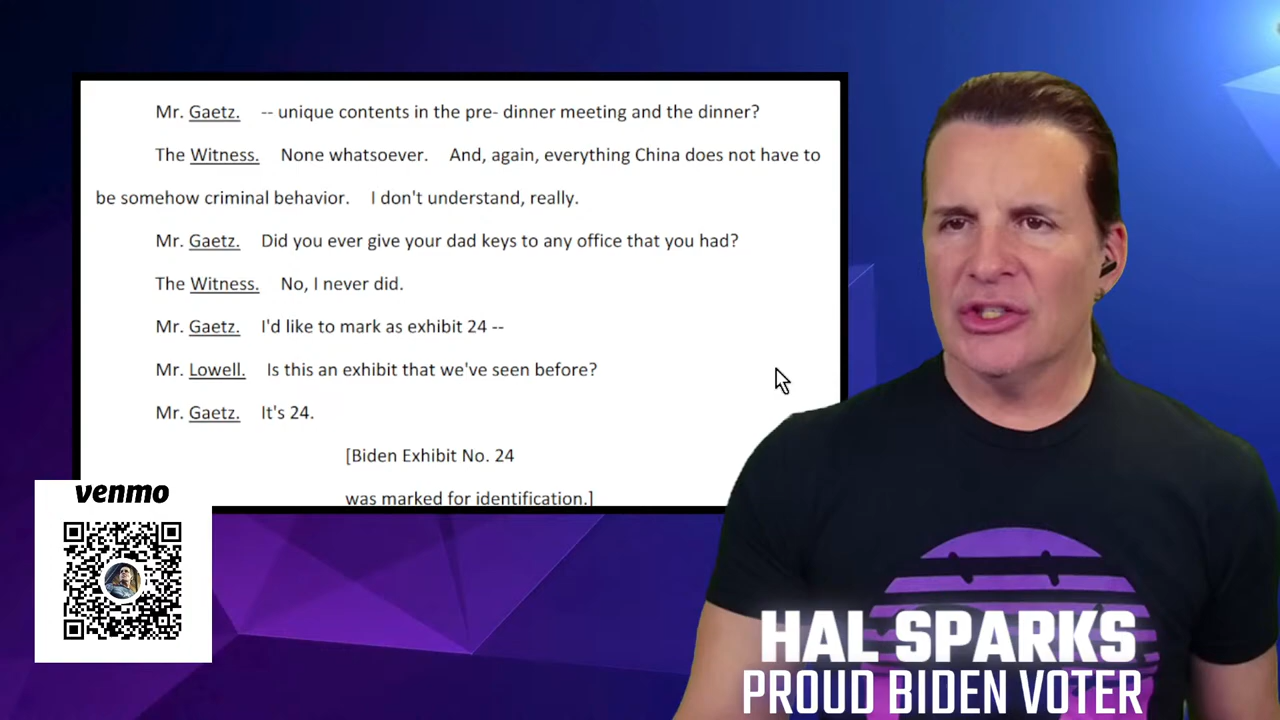 Mr. Gaetz. -- unique contents in the pre- dinner meeting and the dinner?
The Witness. None whatsoever. And, again, everything China does not have to
be somehow criminal behavior. I don't understand, really.
Mr. Gaetz. Did you ever give your dad keys to any office that you had?
The Witness. No, I never did.
Mr. Gaetz. I'd like to mark as exhibit 24 --
Mr. Lowell. Is this an exhibit that we've seen before?
Mr. Gaetz. It's 24.
[Biden Exhibit No. 24
was marked for identification.]
venmo
HAL SPARKS
PROUD BIDEN VOTER